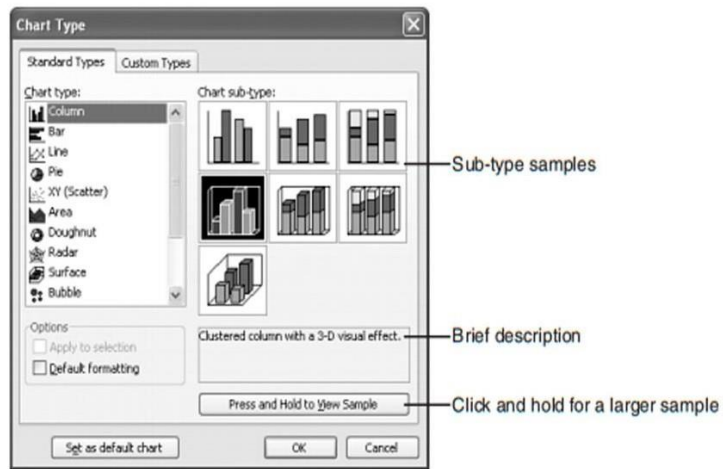 Chart Type
Standard Types Custom Types
Chart type:
Column
Bar
Line
Pie
XY (Scatter)
Area
Doughnut
Radar
Surface
Bubble
Chart sub-type:
Sub-type samples
Options
Apply to selection
Default formatting
Clustered column with a 3-D visual effect.
Brief description
Press and Hold to View Sample
Click and hold for a larger sample
Set as default chart
OK
Cancel